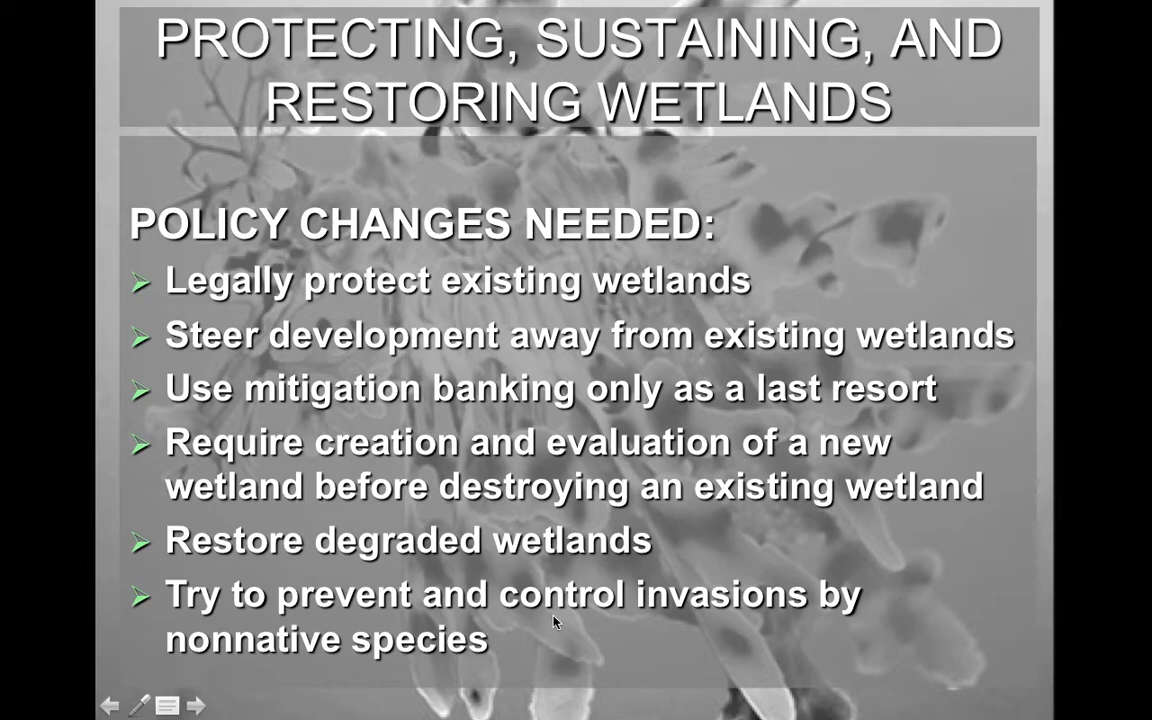 PROTECTING, SUSTAINING, AND
RESTORING WETLANDS
POLICY CHANGES NEEDED:
Legally protect existing wetlands
Steer development away from existing wetlands
Use mitigation banking only as a last resort
Require creation and evaluation of a new
wetland before destroying an existing wetland
Restore degraded wetlands
Try to prevent and control invasions by
nonnative species